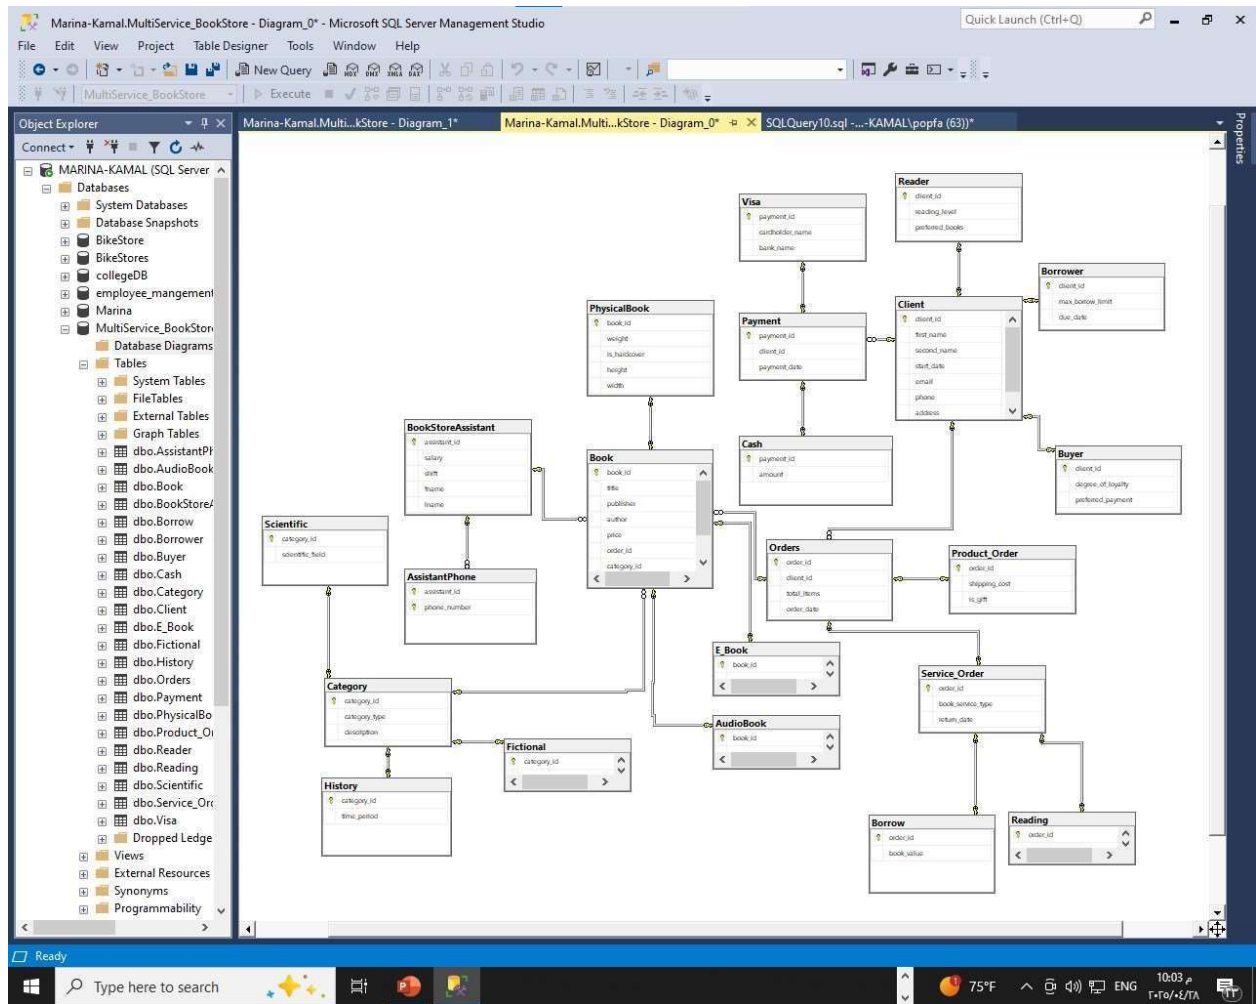 Marina-Kamal.MultiService_BookStore - Diagram_0* - Microsoft SQL Server Management Studio
Quick Launch (Ctrl+Q)
File Edit View Project Table Designer Tools Window Help
New Query
MDX DMX XMLA DAX
MultiService_BookStore
Execute
Object Explorer
Marina-Kamal.Multi...kStore - Diagram_1*
Marina-Kamal.Multi...kStore - Diagram_0*
SQLQuery10.sql -...-KAMAL\popfa (63))*
Properties
Connect
MARINA-KAMAL (SQL Server
Databases
System Databases
Database Snapshots
BikeStore
BikeStores
collegeDB
employee_mangement
Marina
MultiService_BookStore
Database Diagrams
Tables
System Tables
FileTables
External Tables
Graph Tables
dbo.AssistantPh
dbo.AudioBook
dbo.Book
dbo.BookStoreA
dbo.Borrow
dbo.Borrower
dbo.Buyer
dbo.Cash
dbo.Category
dbo.Client
dbo.E_Book
dbo.Fictional
dbo.History
dbo.Orders
dbo.Payment
dbo.PhysicalBo
dbo.Product_Or
dbo.Reader
dbo.Reading
dbo.Scientific
dbo.Service_Ord
dbo.Visa
Dropped Ledge
Views
External Resources
Synonyms
Programmability
Reader
client_id
reading_level
preferred_books
Visa
payment_id
cardholder_name
bank_name
Borrower
client_id
max_borrow_limit
due_date
Client
client_id
first_name
second_name
start_date
email
phone
address
PhysicalBook
book_id
weight
is_hardcover
height
width
Payment
payment_id
client_id
payment_date
BookStoreAssistant
assistant_id
salary
shift
fname
lname
Cash
payment_id
amount
Buyer
client_id
degree_of_loyalty
preferred_payment
Book
book_id
title
publisher
author
price
order_id
category_id
Scientific
category_id
scientific_field
AssistantPhone
assistant_id
phone_number
Orders
order_id
client_id
total_items
order_date
Product_Order
order_id
shipping_cost
is_gift
E_Book
book_id
Service_Order
order_id
book_service_type
return_date
Category
category_id
category_type
description
AudioBook
book_id
Fictional
category_id
History
category_id
time_period
Borrow
order_id
book_value
Reading
order_id
Ready
Type here to search
75°F
ENG
10:03 م
٢٠٢٥/٠٤/٢٨